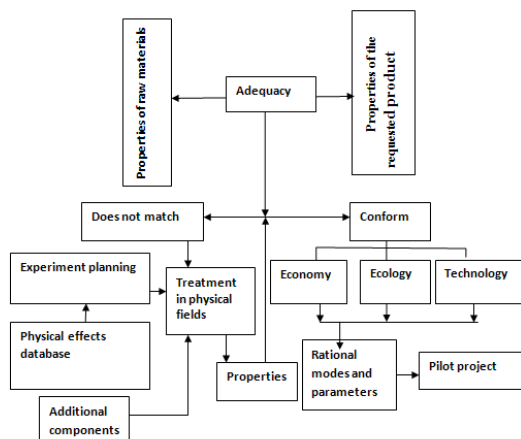 Properties of raw materials
Adequacy
Properties of the
requested product
Does not match
Conform
Experiment planning
Treatment
in physical
fields
Economy
Ecology
Technology
Physical effects
database
Properties
Rational
modes and
parameters
Pilot project
Additional
components